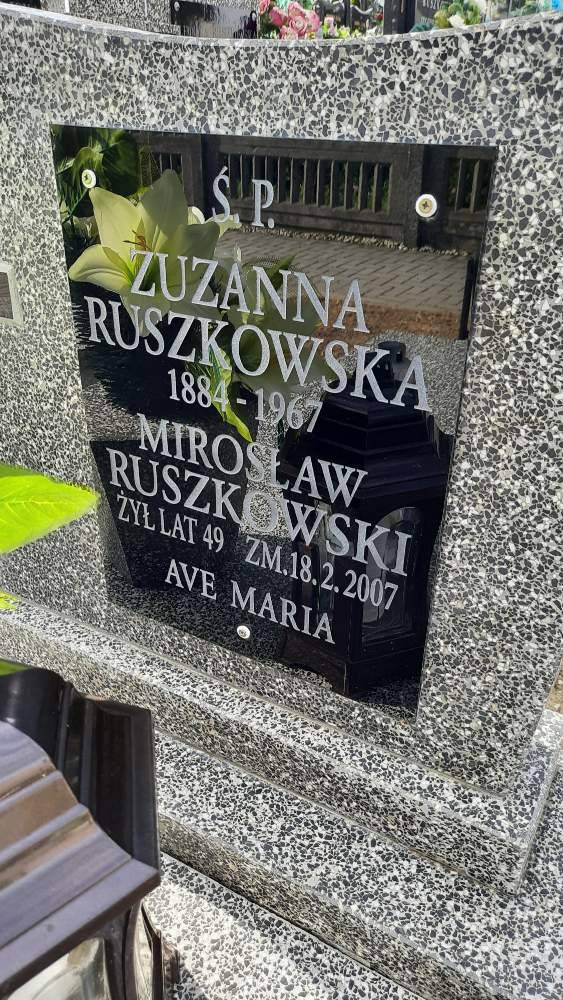 Ś. P.
ZUZANNA
RUSZKOWSKA
1884 - 1967
MIROSŁAW
RUSZKOWSKI
ŻYŁ LAT 49 ZM. 18. 2. 2007
AVE MARIA